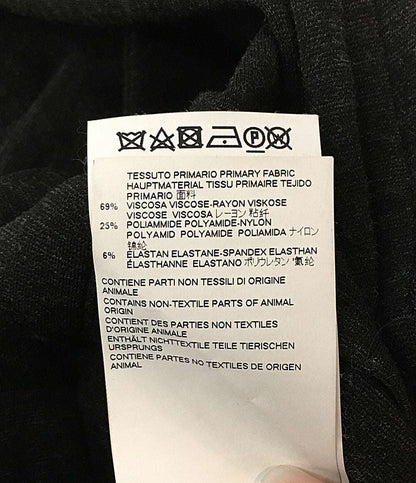 P
TESSUTO PRIMARIO PRIMARY FABRIC
HAUPTMATERIAL TISSU PRIMAIRE TEJIDO
PRIMARIO 面料
69% VISCOSA VISCOSE-RAYON VISKOSE
VISCOSE VISCOSA レーヨン 粘纤
25% POLIAMMIDE POLYAMIDE-NYLON
POLYAMID POLYAMIDE POLIAMIDA ナイロン
锦纶
6% ELASTAN ELASTANE-SPANDEX ELASTHAN
ÉLASTHANNE ELASTANO ポリウレタン 氨纶
CONTIENE PARTI NON TESSILI DI ORIGINE
ANIMALE
CONTAINS NON-TEXTILE PARTS OF ANIMAL
ORIGIN
CONTIENT DES PARTIES NON TEXTILES
D'ORIGINE ANIMALE
ENTHÄLT NICHTTEXTILE TEILE TIERISCHEN
URSPRUNGS
CONTIENE PARTES NO TEXTILES DE ORIGEN
ANIMAL